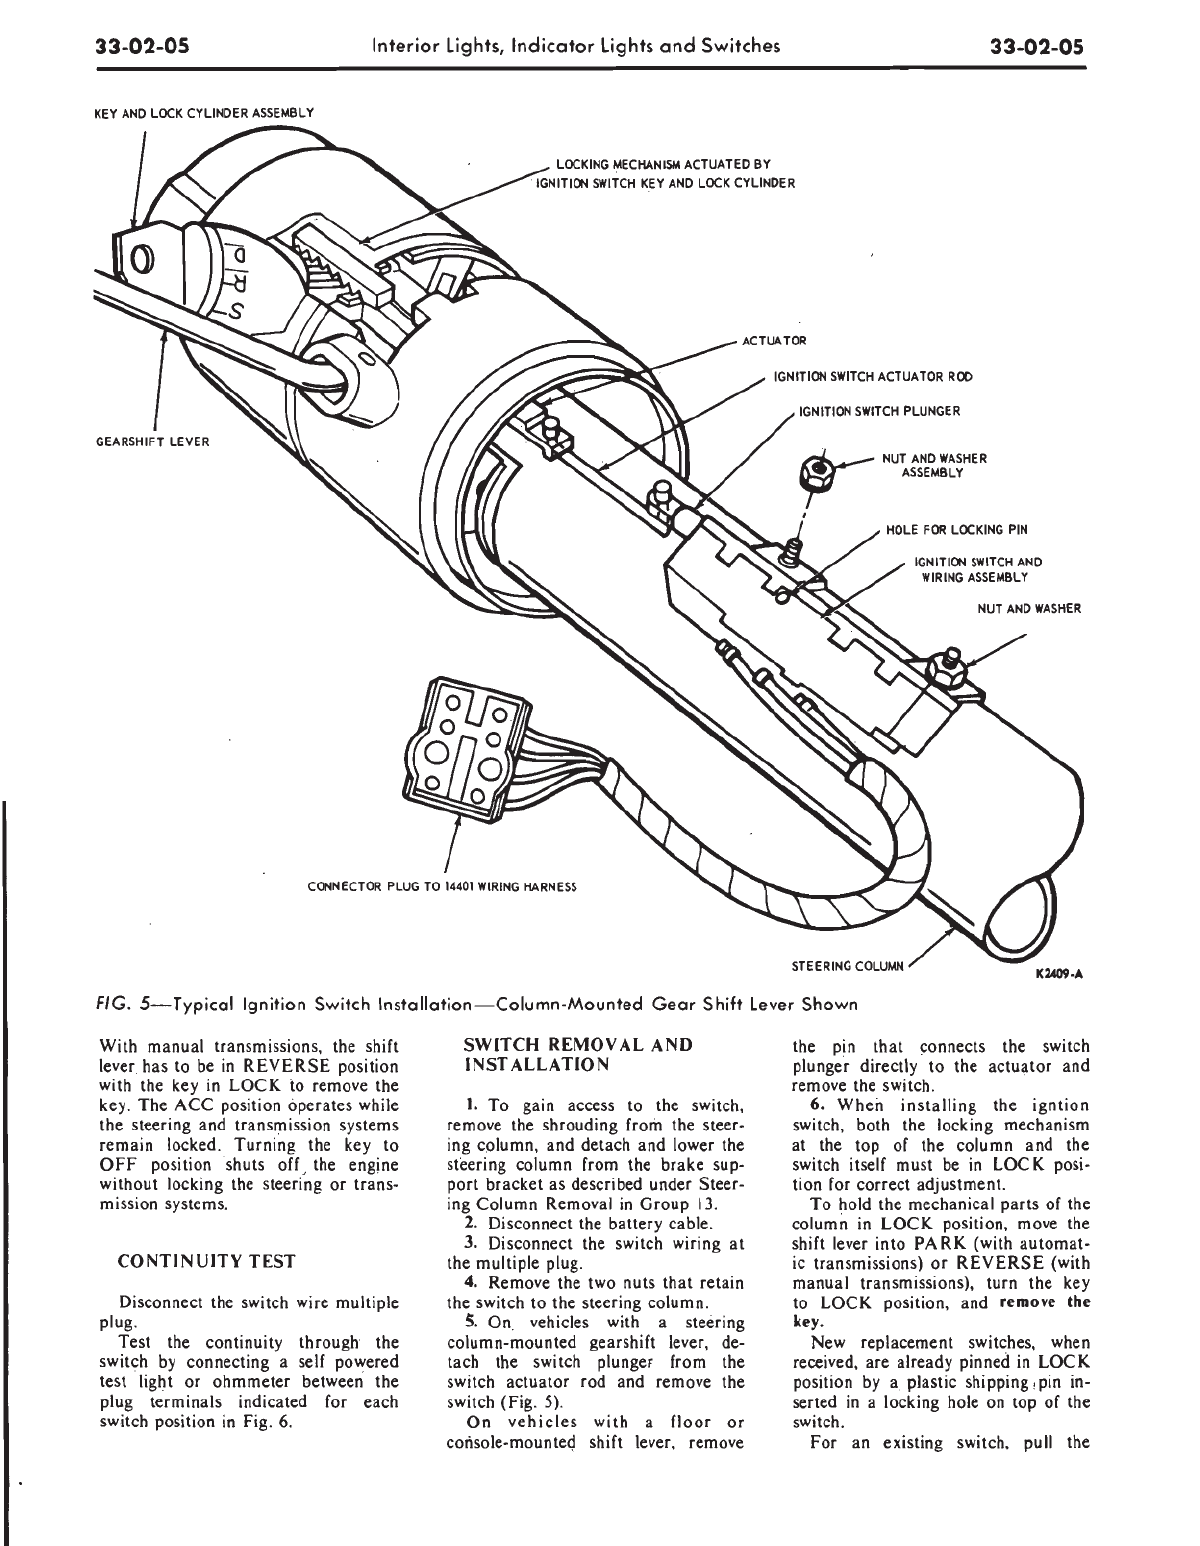 33-02-05 Interior Lights, Indicator Lights and Switches 33-02-05
KEY AND LOCK CYLINDER ASSEMBLY
LOCKING MECHANISM ACTUATED BY
IGNITION SWITCH KEY AND LOCK CYLINDER
D
R
S
ACTUATOR
IGNITION SWITCH ACTUATOR ROD
IGNITION SWITCH PLUNGER
GEARSHIFT LEVER
NUT AND WASHER
ASSEMBLY
HOLE FOR LOCKING PIN
IGNITION SWITCH AND
WIRING ASSEMBLY
NUT AND WASHER
CONNECTOR PLUG TO 14401 WIRING HARNESS
STEERING COLUMN
K2409-A
FIG. 5—Typical Ignition Switch Installation—Column-Mounted Gear Shift Lever Shown
With manual transmissions, the shift
lever has to be in REVERSE position
with the key in LOCK to remove the
key. The ACC position operates while
the steering and transmission systems
remain locked. Turning the key to
OFF position shuts off the engine
without locking the steering or trans-
mission systems.
CONTINUITY TEST
Disconnect the switch wire multiple
plug.
Test the continuity through the
switch by connecting a self powered
test light or ohmmeter between the
plug terminals indicated for each
switch position in Fig. 6.
SWITCH REMOVAL AND
INSTALLATION
1. To gain access to the switch,
remove the shrouding from the steer-
ing column, and detach and lower the
steering column from the brake sup-
port bracket as described under Steer-
ing Column Removal in Group 13.
2. Disconnect the battery cable.
3. Disconnect the switch wiring at
the multiple plug.
4. Remove the two nuts that retain
the switch to the steering column.
5. On vehicles with a steering
column-mounted gearshift lever, de-
tach the switch plunger from the
switch actuator rod and remove the
switch (Fig. 5).
On vehicles with a floor or
console-mounted shift lever, remove
the pin that connects the switch
plunger directly to the actuator and
remove the switch.
6. When installing the igntion
switch, both the locking mechanism
at the top of the column and the
switch itself must be in LOCK posi-
tion for correct adjustment.
To hold the mechanical parts of the
column in LOCK position, move the
shift lever into PARK (with automat-
ic transmissions) or REVERSE (with
manual transmissions), turn the key
to LOCK position, and remove the
key.
New replacement switches, when
received, are already pinned in LOCK
position by a plastic shipping pin in-
serted in a locking hole on top of the
switch.
For an existing switch, pull the